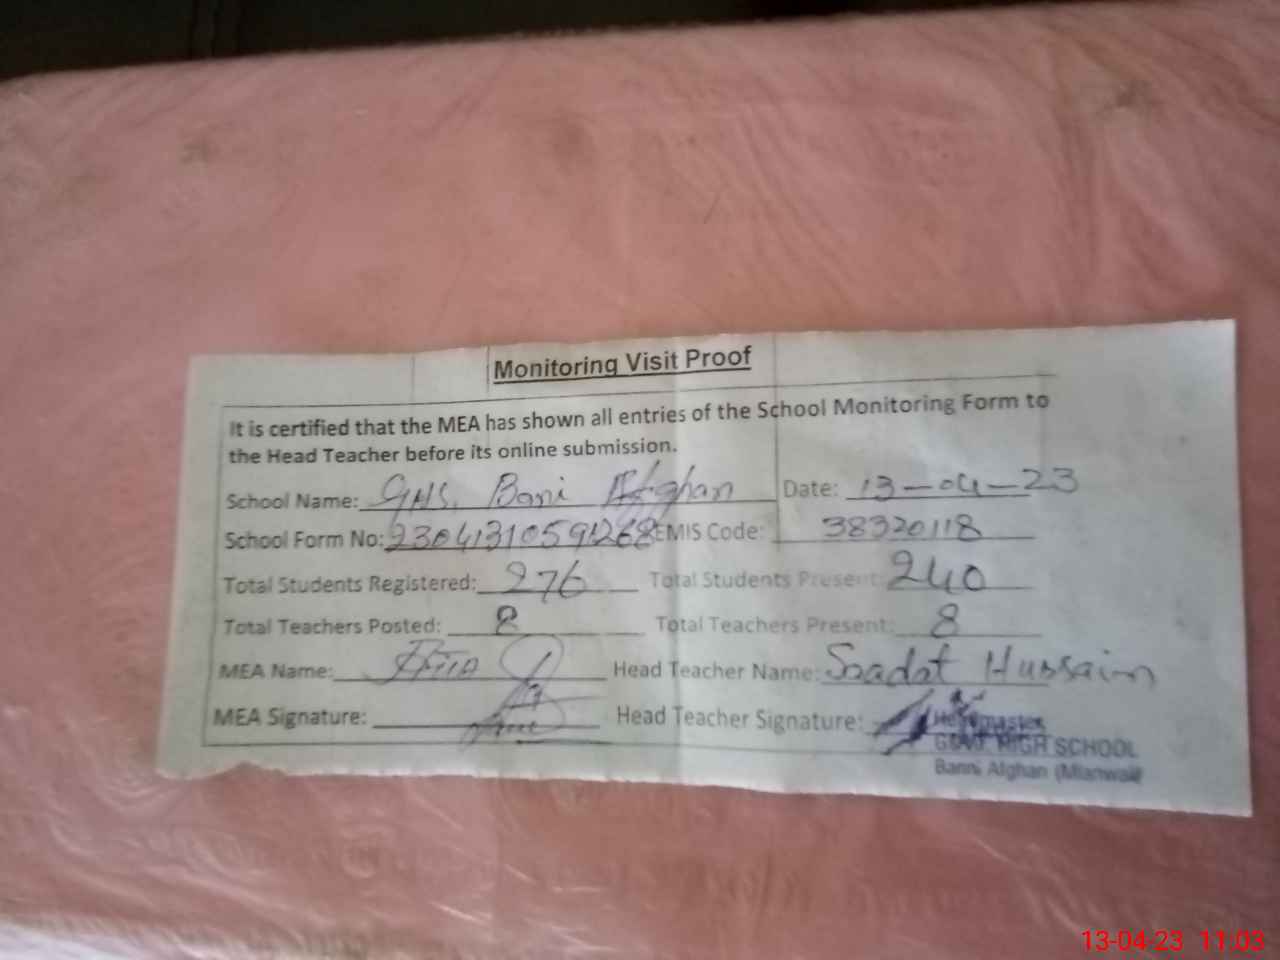 Monitoring Visit Proof
It is certified that the MEA has shown all entries of the School Monitoring Form to
the Head Teacher before its online submission.
School Name: GHS. Bani Afghan Date: 13-04-23
School Form No: 23041310591268 EMIS Code: 38320118
Total Students Registered: 276 Total Students Present: 240
Total Teachers Posted: 8 Total Teachers Present: 8
MEA Name: Head Teacher Name: Saadat Hussain
MEA Signature: Head Teacher Signature:
Headmaster
GOVT. HIGH SCHOOL
Banni Afghan (Mianwali)
13-04-23 11:03